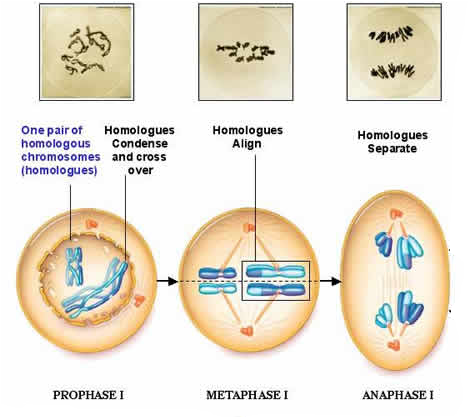 One pair of
homologous
chromosomes
(homologues)
Homologues
Condense
and cross
over
Homologues
Align
Homologues
Separate
PROPHASE I
METAPHASE I
ANAPHASE I